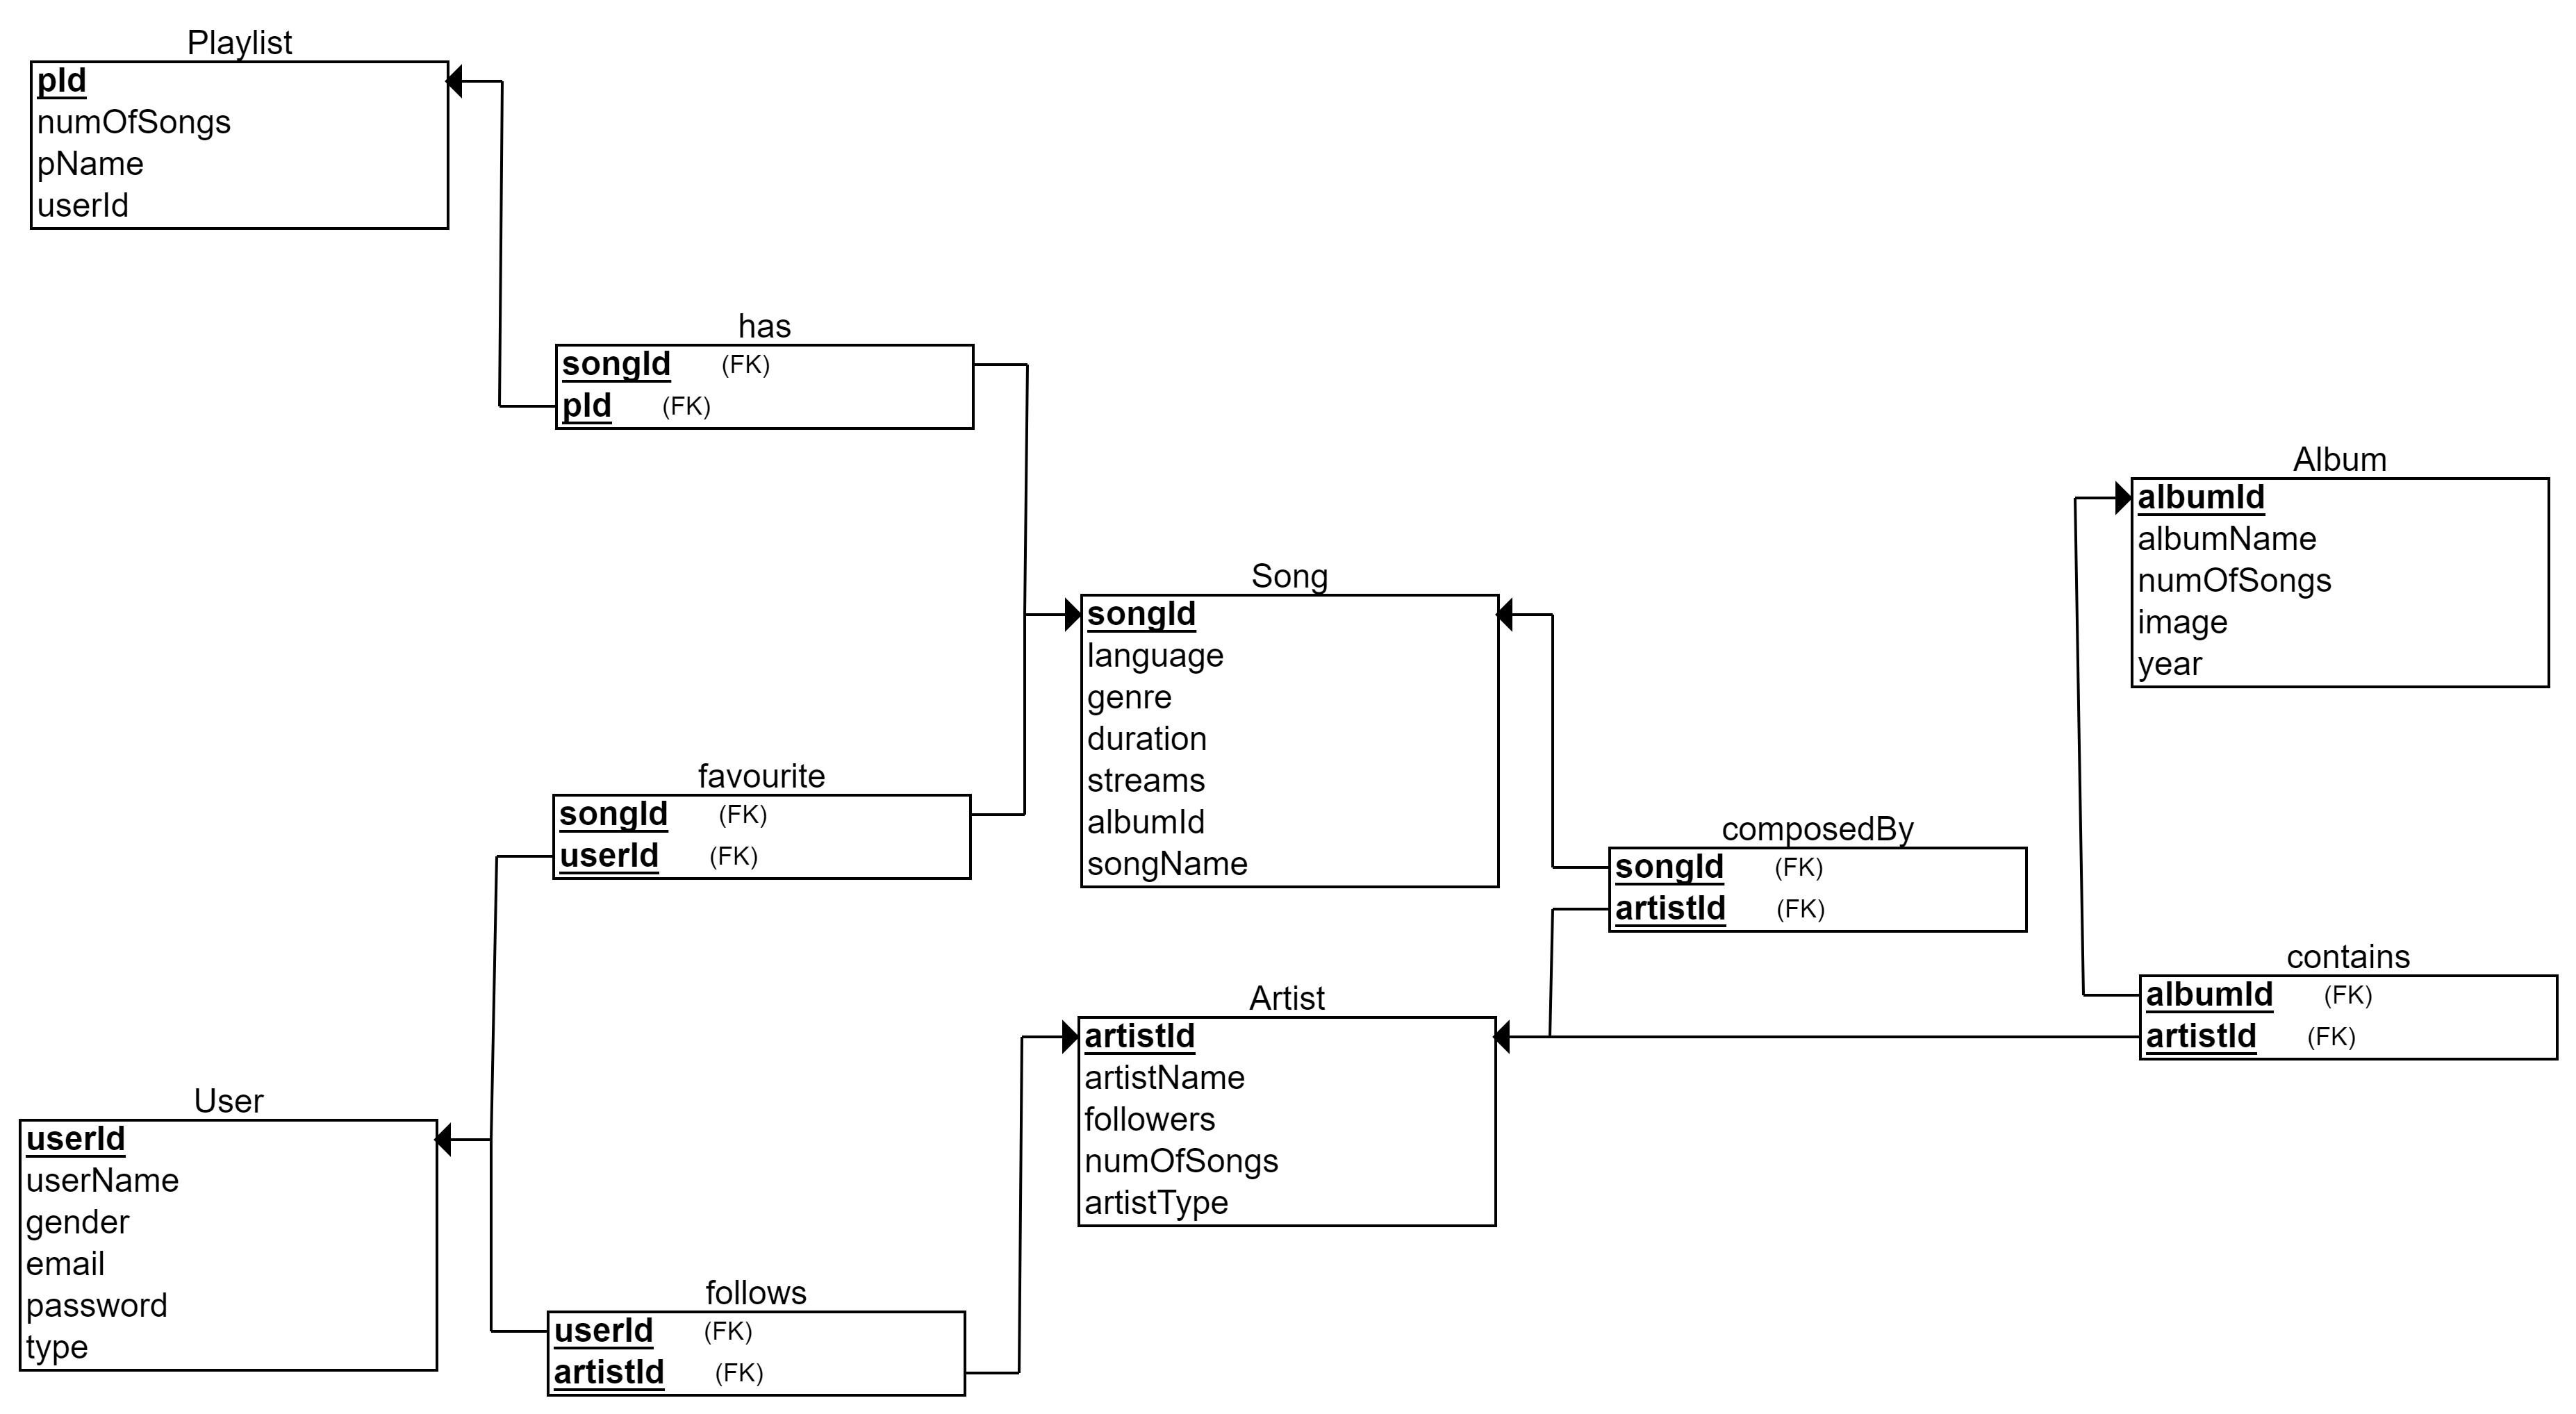 Playlist
pId
numOfSongs
pName
userId
has
songId (FK)
pId (FK)
Album
albumId
albumName
numOfSongs
image
year
Song
songId
language
genre
duration
streams
albumId
songName
favourite
songId (FK)
userId (FK)
composedBy
songId (FK)
artistId (FK)
contains
albumId (FK)
artistId (FK)
Artist
artistId
artistName
followers
numOfSongs
artistType
User
userId
userName
gender
email
password
type
follows
userId (FK)
artistId (FK)